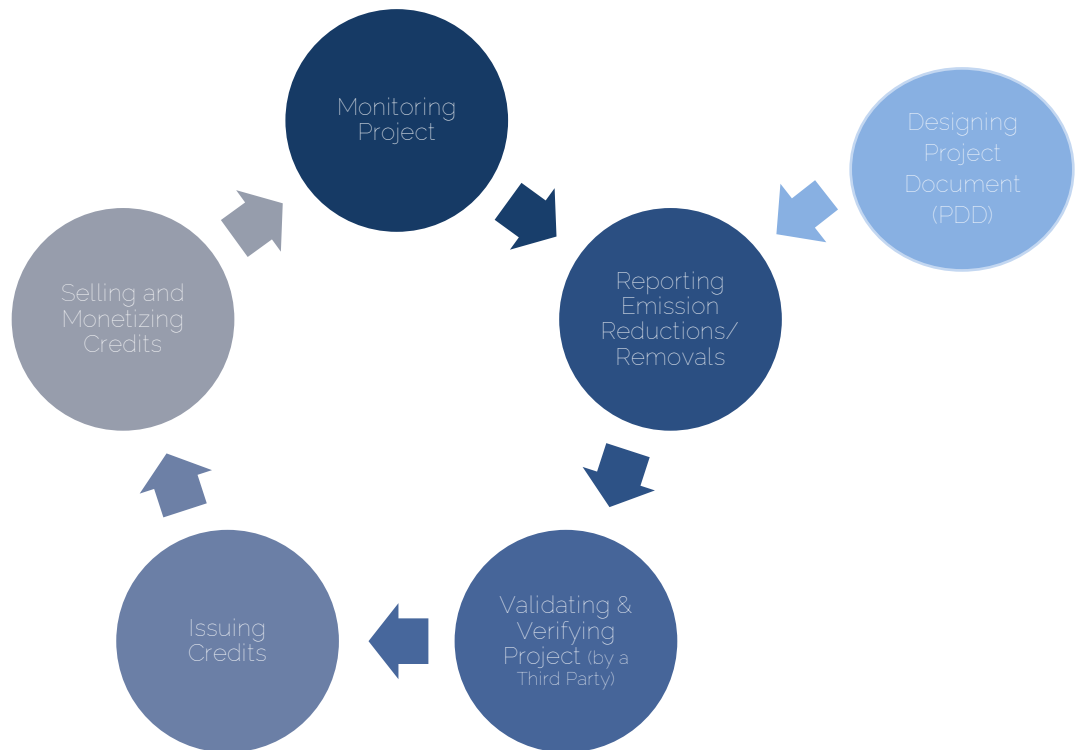 Monitoring
Project
Designing
Project
Document
(PDD)
Reporting
Emission
Reductions/
Removals
Selling and
Monetizing
Credits
Validating &
Verifying
Project (by a
Third Party)
Issuing
Credits